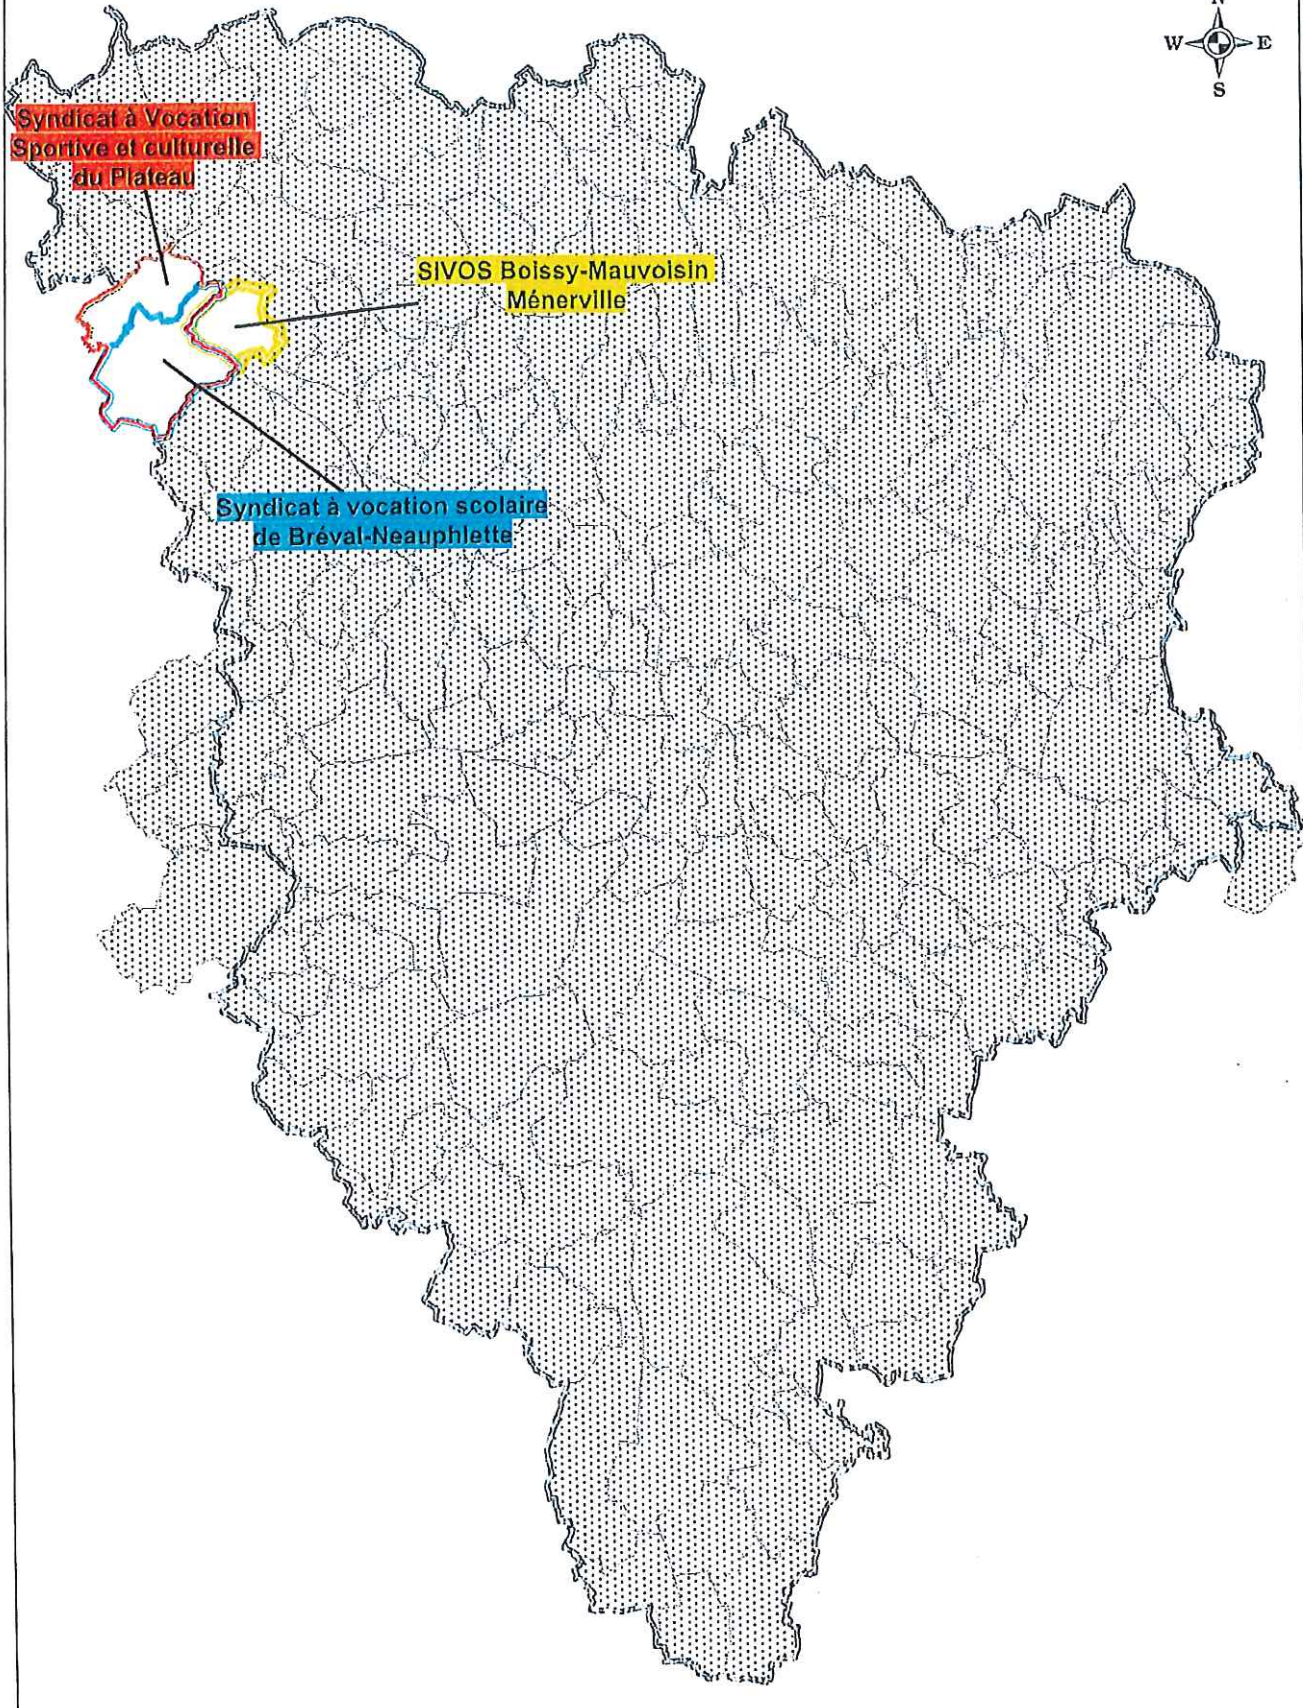 N
W E
S
Syndicat à Vocation
Sportive et culturelle
du Plateau
SIVOS Boissy-Mauvoisin
Ménerville
Syndicat à vocation scolaire
de Bréval-Neauphlette